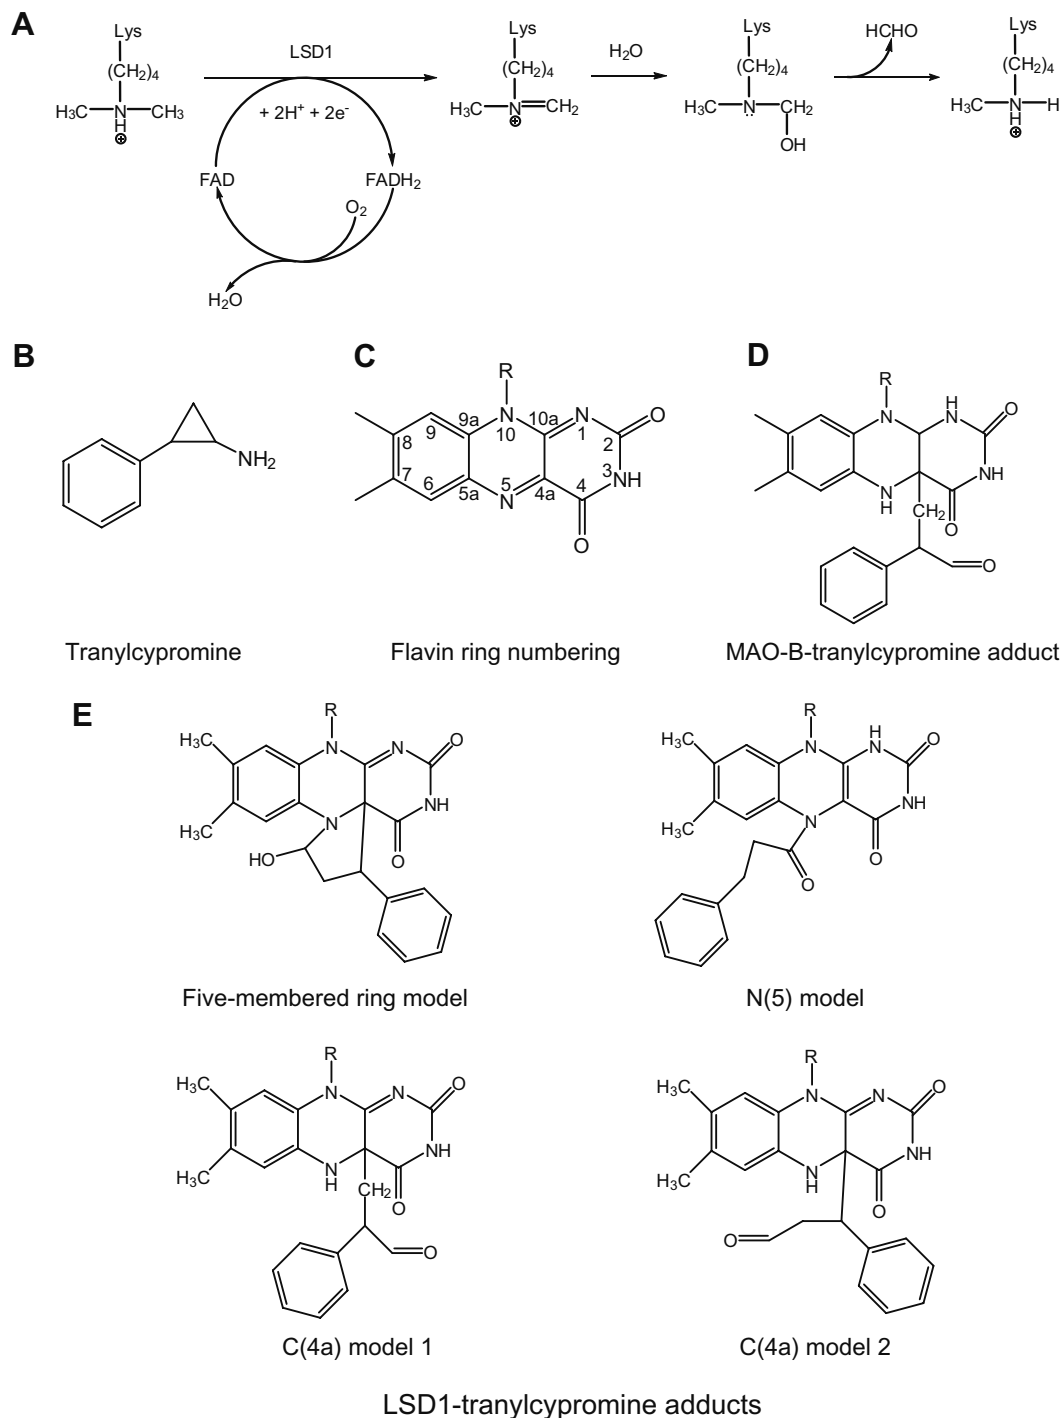 A
Lys
(CH2)4
H3C N CH3
H
⊕
LSD1
+ 2H+ + 2e-
FAD
FADH2
O2
H2O
Lys
(CH2)4
H3C N CH2
⊕
H2O
Lys
(CH2)4
H3C N
..
OH
HCHO
Lys
(CH2)4
H3C N H
H
⊕
B
NH2
Tranylcypromine
C
R
9a 10a N O
9 N 1
8 10 2
7 3 NH
6 5 4
5a N 4a
O
Flavin ring numbering
D
R
N H N O
NH
N
H
CH2 O
O
MAO-B-tranylcypromine adduct
E
R
H3C N N O
NH
H3C N
HO O
Five-membered ring model
R
H3C N H N O
NH
H3C N
O
O
N(5) model
R
H3C N N O
NH
H3C N
H
CH2 O
O
C(4a) model 1
R
H3C N N O
NH
H3C N
H
O
O
C(4a) model 2
LSD1-tranylcypromine adducts